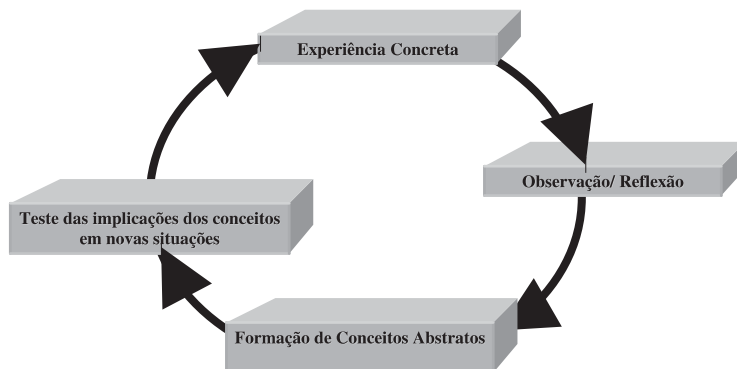 Experiência Concreta
Observação/ Reflexão
Teste das implicações dos conceitos
em novas situações
Formação de Conceitos Abstratos